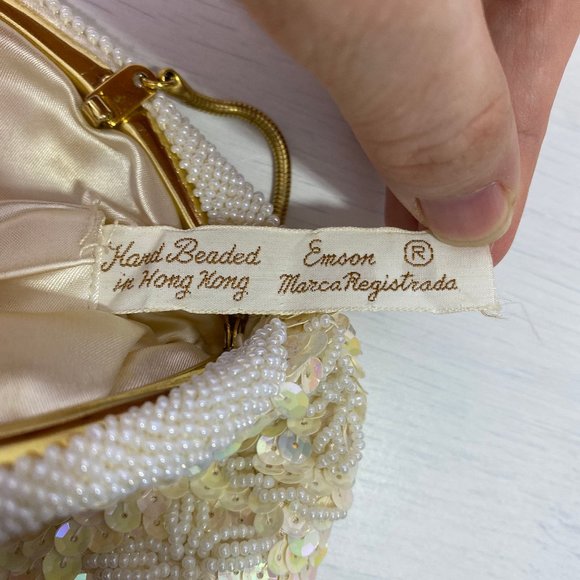 Hand Beaded
in Hong Kong
Emson ®
Marca Registrada